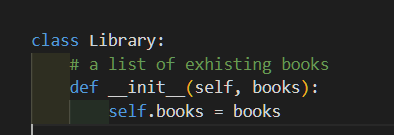 class Library:
    # a list of exhisting books
    def __init__(self, books):
        self.books = books